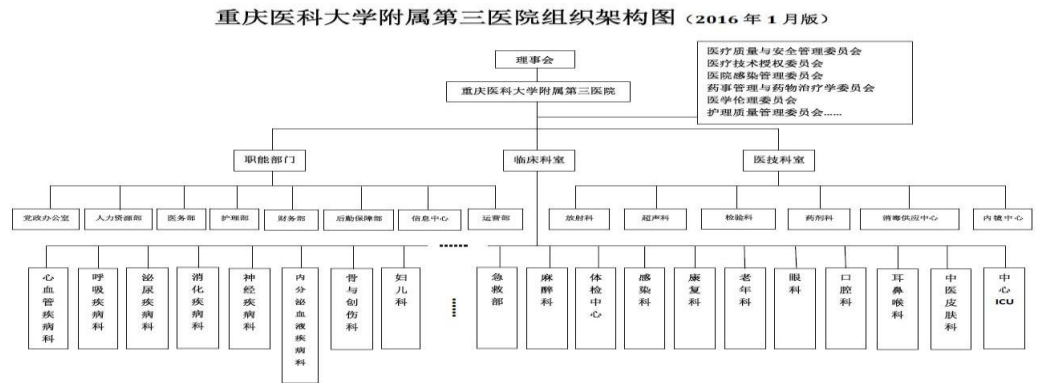 重庆医科大学附属第三医院组织架构图（2016 年 1 月版）
理事会
重庆医科大学附属第三医院
医疗质量与安全管理委员会
医疗技术授权委员会
医院感染管理委员会
药事管理与药物治疗学委员会
医学伦理委员会
护理质量管理委员会......
职能部门
临床科室
医技科室
党政办公室
人力资源部
医务部
护理部
财务部
后勤保障部
信息中心
运营部
放射科
超声科
检验科
药剂科
消毒供应中心
内镜中心
......
心血管疾病科
呼吸疾病科
泌尿疾病科
消化疾病科
神经疾病科
内分泌血液疾病科
骨与创伤科
妇儿科
......
急救部
麻醉科
体检中心
感染科
康复科
老年科
眼科
口腔科
耳鼻喉科
中医皮肤科
中心ICU